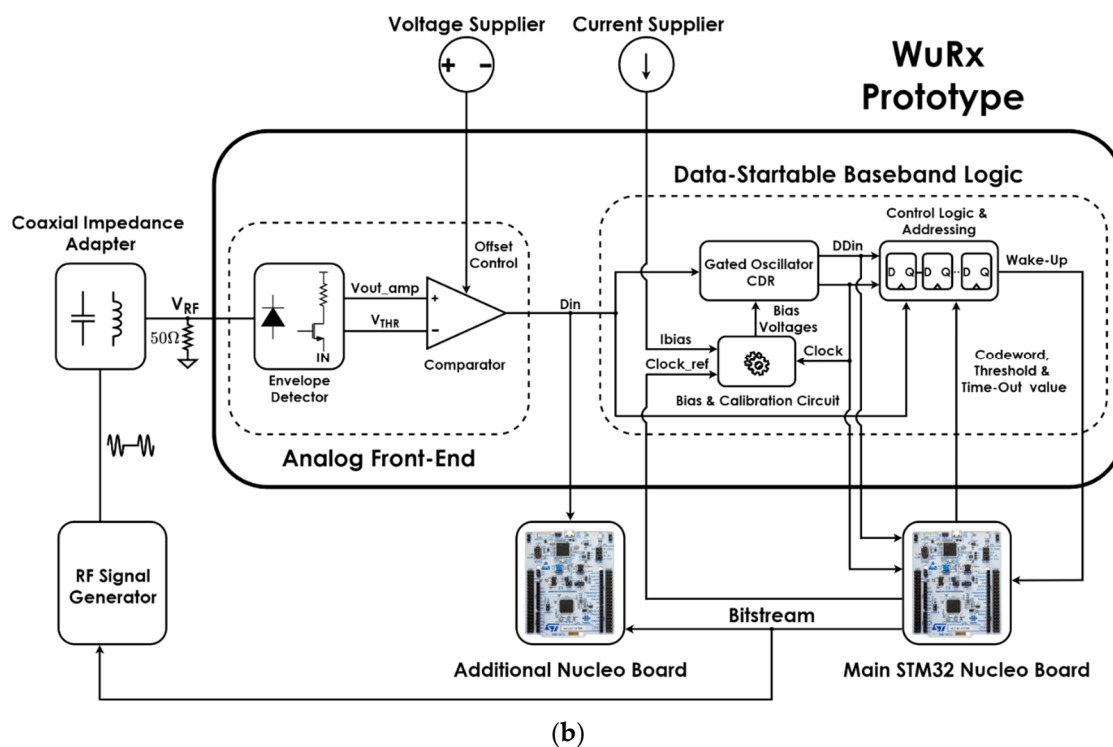 Voltage Supplier
Current Supplier
+ −
WuRx
Prototype
Data-Startable Baseband Logic
Coaxial Impedance
Adapter
Control Logic &
Addressing
Offset
Control
DDin
Wake-Up
Gated Oscillator
CDR
D Q D Q ·· D Q
V_RF
50Ω
Vout_amp
+
Din
V_THR
−
IN
Bias
Voltages
Ibias
Clock
Clock_ref
Comparator
Envelope
Detector
Codeword,
Threshold &
Time-Out value
Bias & Calibration Circuit
Analog Front-End
RF Signal
Generator
ST
ST
Bitstream
Additional Nucleo Board
Main STM32 Nucleo Board
(b)